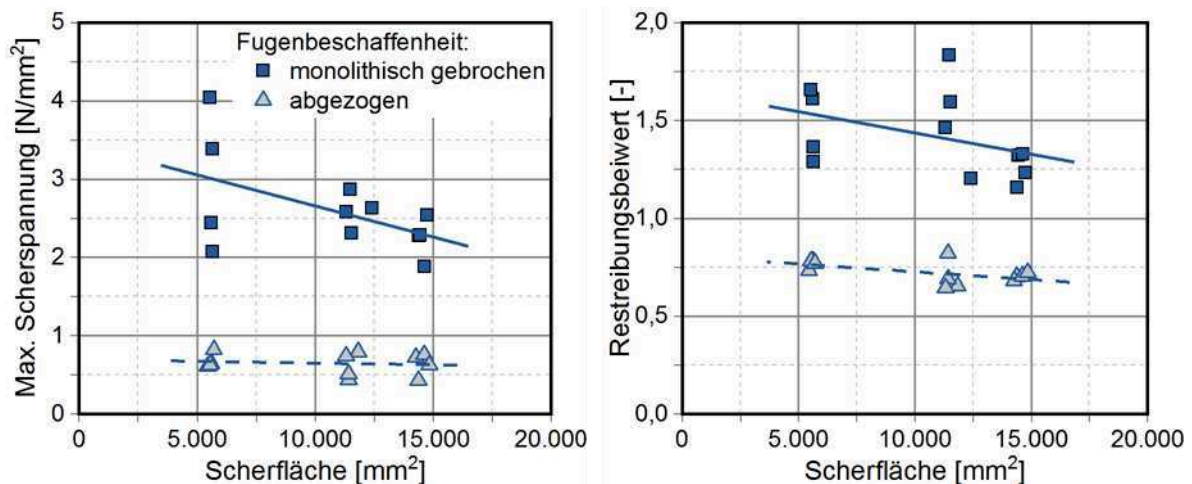 Max. Scherspannung [N/mm²]
5
4
3
2
1
0
Fugenbeschaffenheit:
monolithisch gebrochen
abgezogen
0 5.000 10.000 15.000 20.000
Scherfläche [mm²]
Restreibungsbeiwert [-]
2,0
1,5
1,0
0,5
0,0
0 5.000 10.000 15.000 20.000
Scherfläche [mm²]